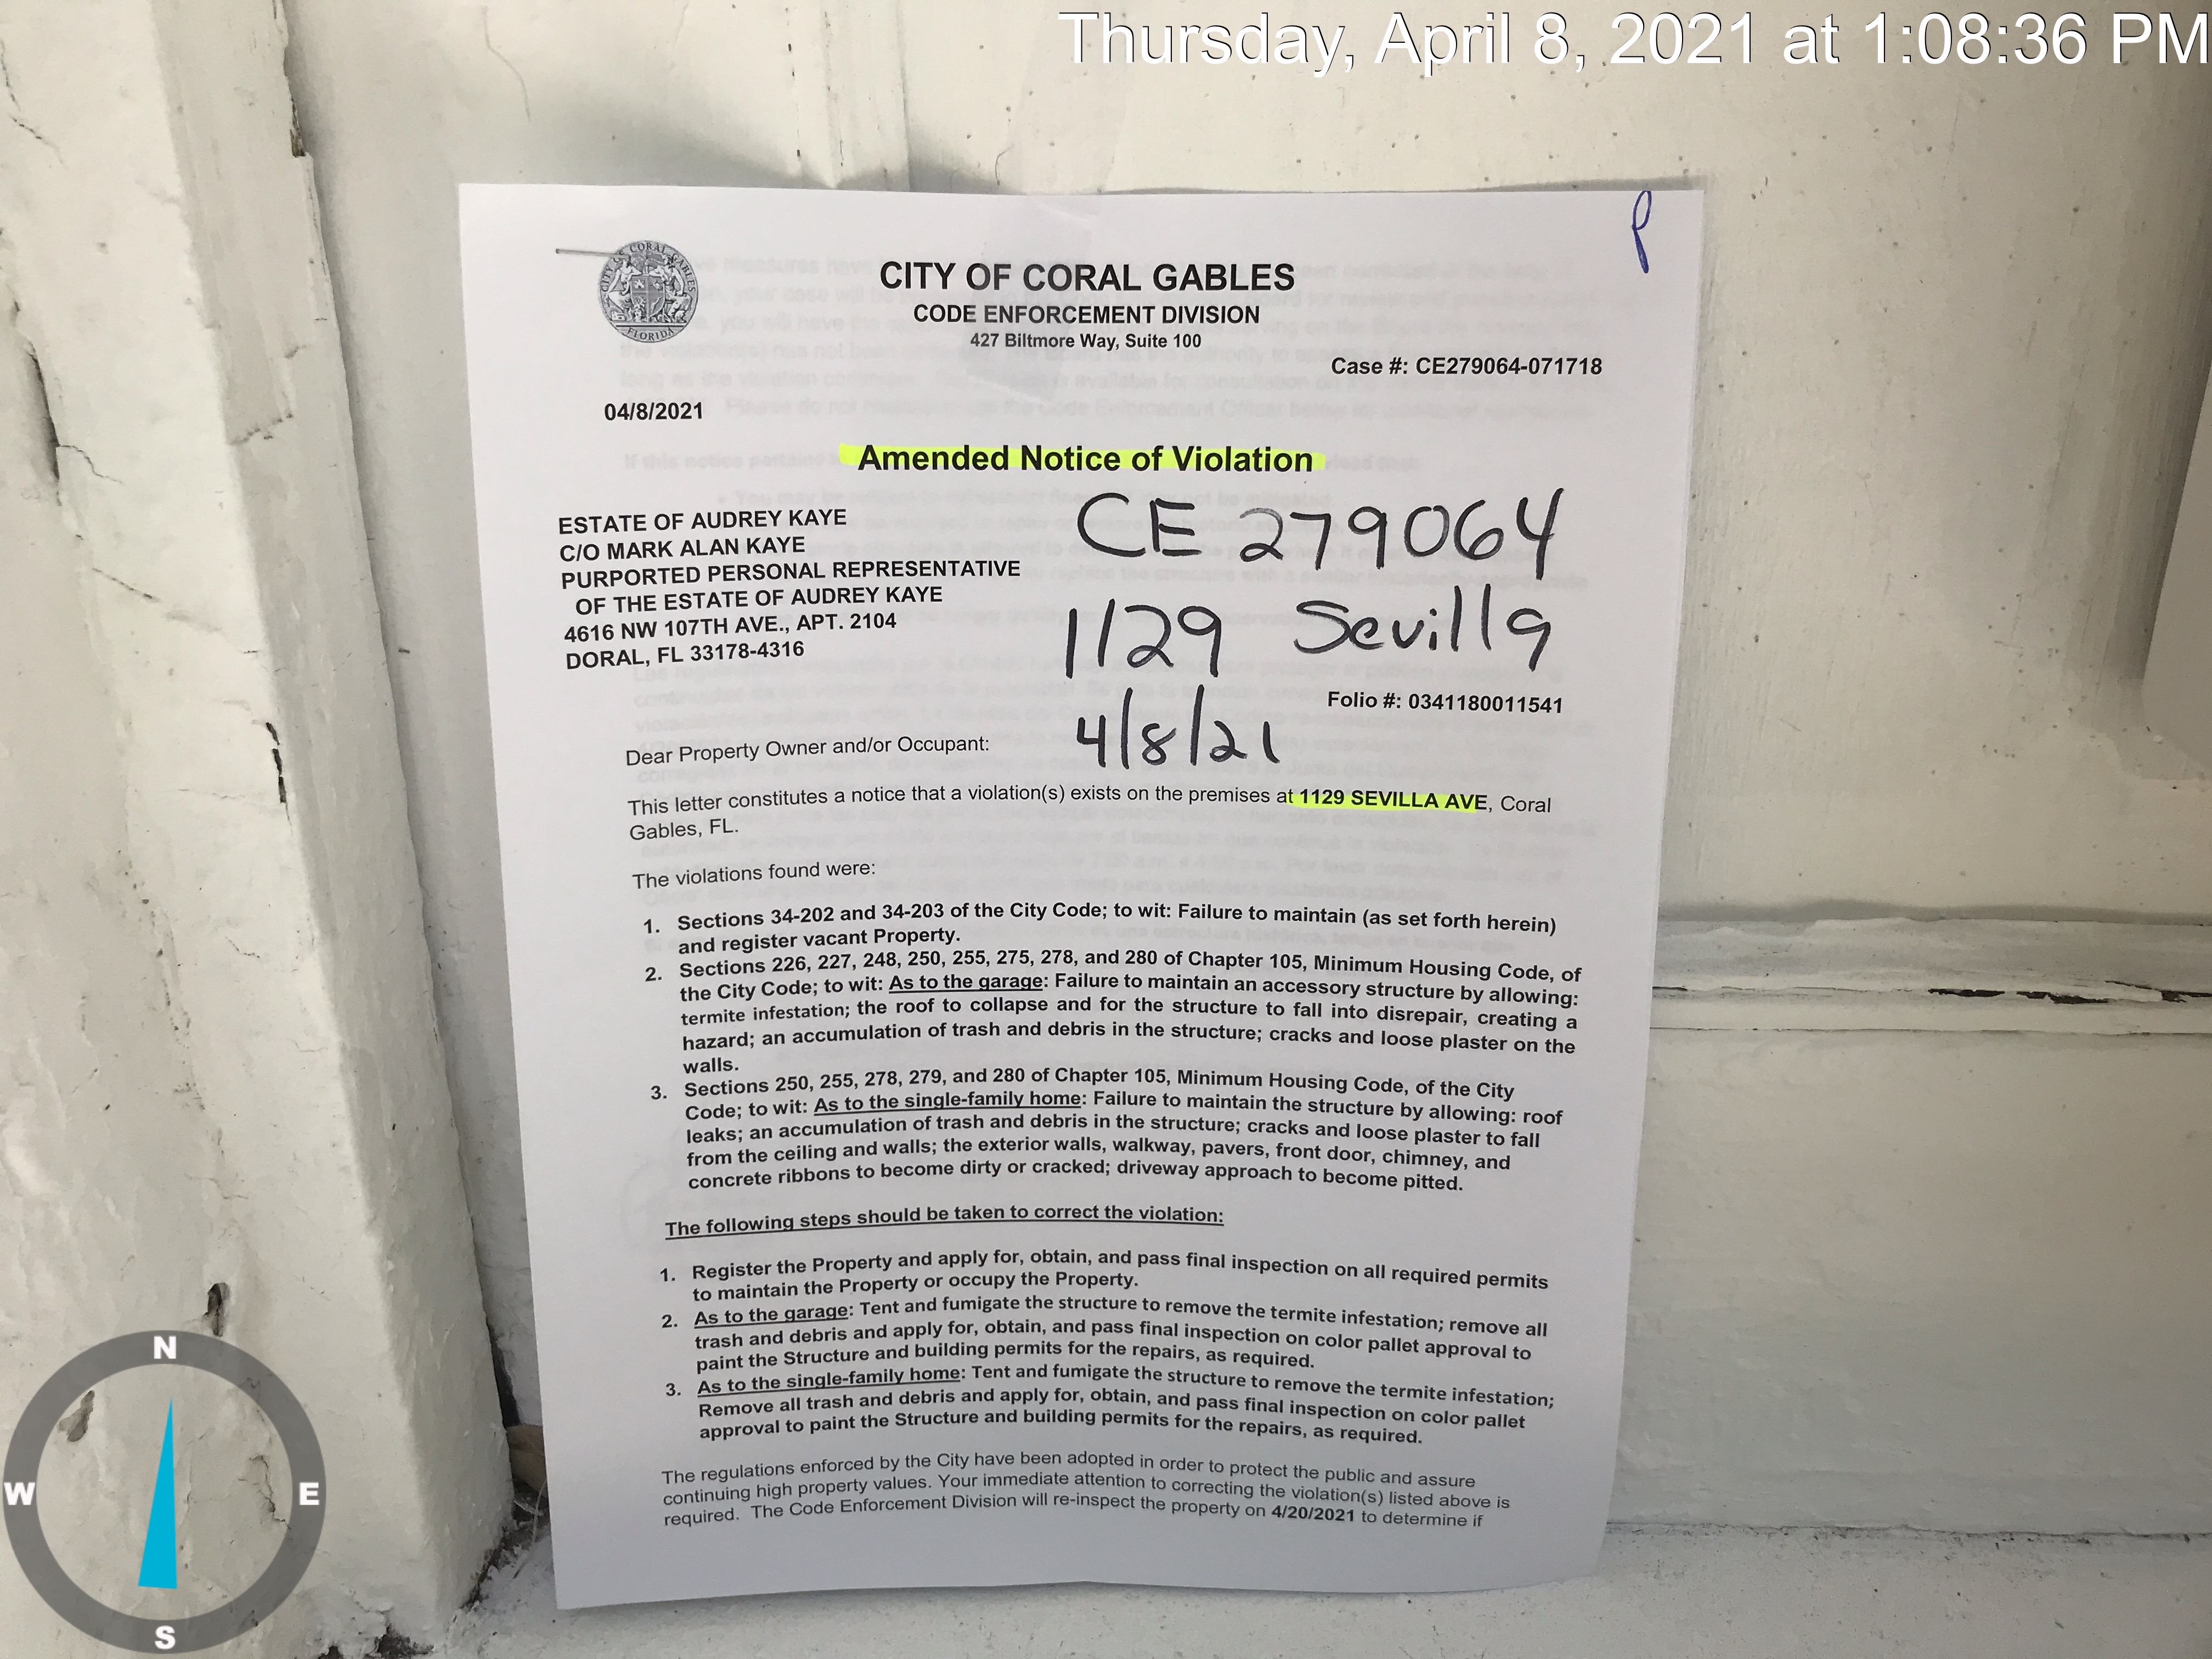 Thursday, April 8, 2021 at 1:08:36 PM
P
CITY OF CORAL GABLES
FLORIDA
CITY OF CORAL GABLES
CODE ENFORCEMENT DIVISION
427 Biltmore Way, Suite 100
Case #: CE279064-071718
04/8/2021
Amended Notice of Violation
CE 279064
1129 Sevilla
4/8/21
ESTATE OF AUDREY KAYE
C/O MARK ALAN KAYE
PURPORTED PERSONAL REPRESENTATIVE
OF THE ESTATE OF AUDREY KAYE
4616 NW 107TH AVE., APT. 2104
DORAL, FL 33178-4316
Folio #: 0341180011541
Dear Property Owner and/or Occupant:
This letter constitutes a notice that a violation(s) exists on the premises at 1129 SEVILLA AVE, Coral
Gables, FL.
The violations found were:
1. Sections 34-202 and 34-203 of the City Code; to wit: Failure to maintain (as set forth herein)
and register vacant Property.
2. Sections 226, 227, 248, 250, 255, 275, 278, and 280 of Chapter 105, Minimum Housing Code, of
the City Code; to wit: As to the garage: Failure to maintain an accessory structure by allowing:
termite infestation; the roof to collapse and for the structure to fall into disrepair, creating a
hazard; an accumulation of trash and debris in the structure; cracks and loose plaster on the
walls.
3. Sections 250, 255, 278, 279, and 280 of Chapter 105, Minimum Housing Code, of the City
Code; to wit: As to the single-family home: Failure to maintain the structure by allowing: roof
leaks; an accumulation of trash and debris in the structure; cracks and loose plaster to fall
from the ceiling and walls; the exterior walls, walkway, pavers, front door, chimney, and
concrete ribbons to become dirty or cracked; driveway approach to become pitted.
The following steps should be taken to correct the violation:
1. Register the Property and apply for, obtain, and pass final inspection on all required permits
to maintain the Property or occupy the Property.
2. As to the garage: Tent and fumigate the structure to remove the termite infestation; remove all
trash and debris and apply for, obtain, and pass final inspection on color pallet approval to
paint the Structure and building permits for the repairs, as required.
3. As to the single-family home: Tent and fumigate the structure to remove the termite infestation;
Remove all trash and debris and apply for, obtain, and pass final inspection on color pallet
approval to paint the Structure and building permits for the repairs, as required.
The regulations enforced by the City have been adopted in order to protect the public and assure
continuing high property values. Your immediate attention to correcting the violation(s) listed above is
required. The Code Enforcement Division will re-inspect the property on 4/20/2021 to determine if
N
W E
S